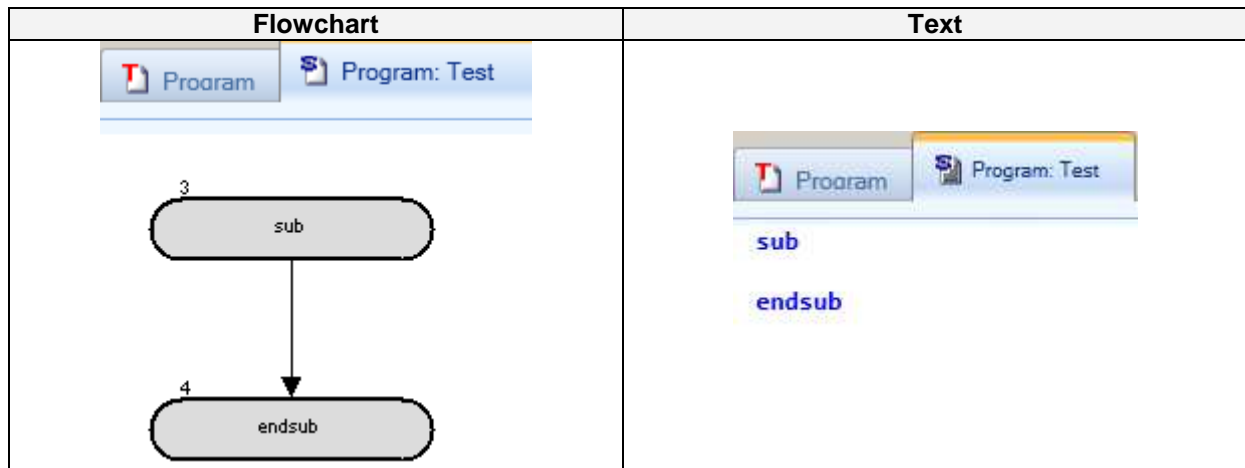 Flowchart
Text
T Program
S Program: Test
3
sub
4
endsub
T Program
S Program: Test
sub
endsub